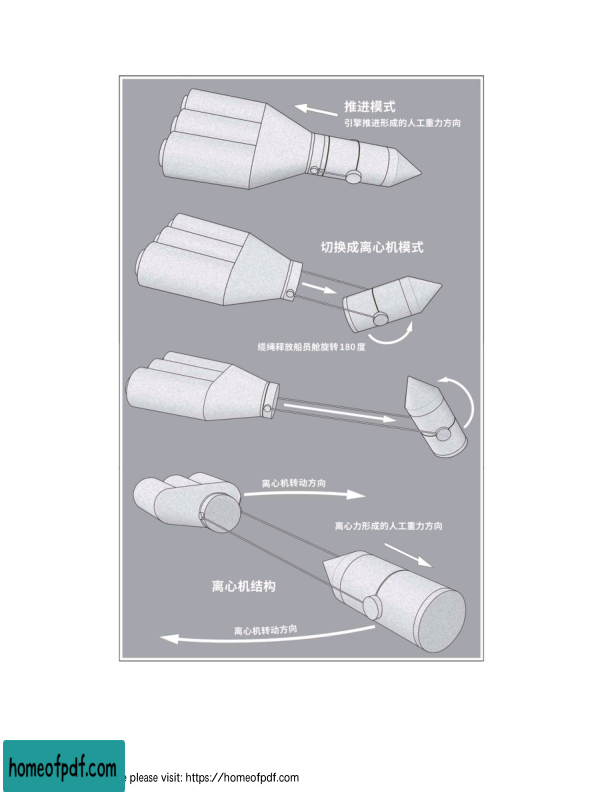 推进模式
引擎推进形成的人工重力方向
切换成离心机模式
缆绳释放船员舱旋转180度
离心机转动方向
离心力形成的人工重力方向
离心机结构
离心机转动方向
homeofpdf.com
please visit: https://homeofpdf.com